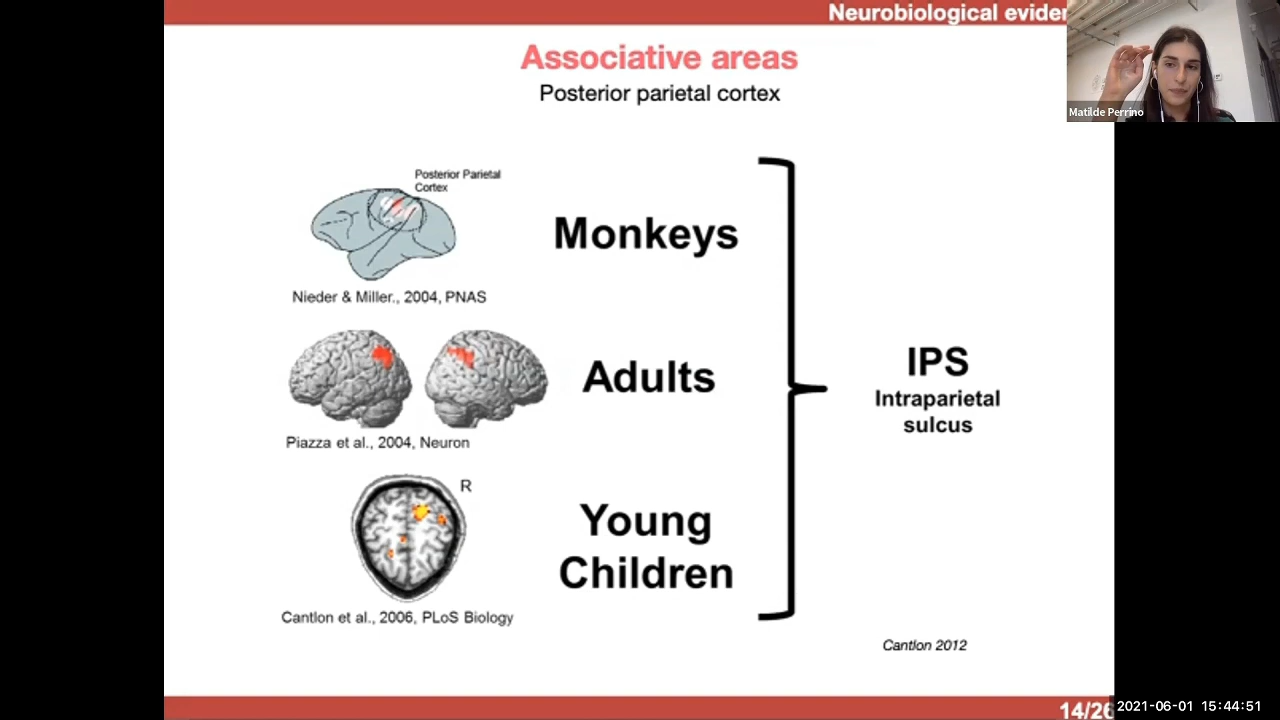 Neurobiological evide
Associative areas
Posterior parietal cortex
Matilde Perrino
Posterior Parietal
Cortex
Monkeys
Nieder & Miller., 2004, PNAS
Adults
IPS
Intraparietal
sulcus
Piazza et al., 2004, Neuron
R
Young
Children
Cantlon et al., 2006, PLoS Biology
Cantlon 2012
14/26
2021-06-01 15:44:51